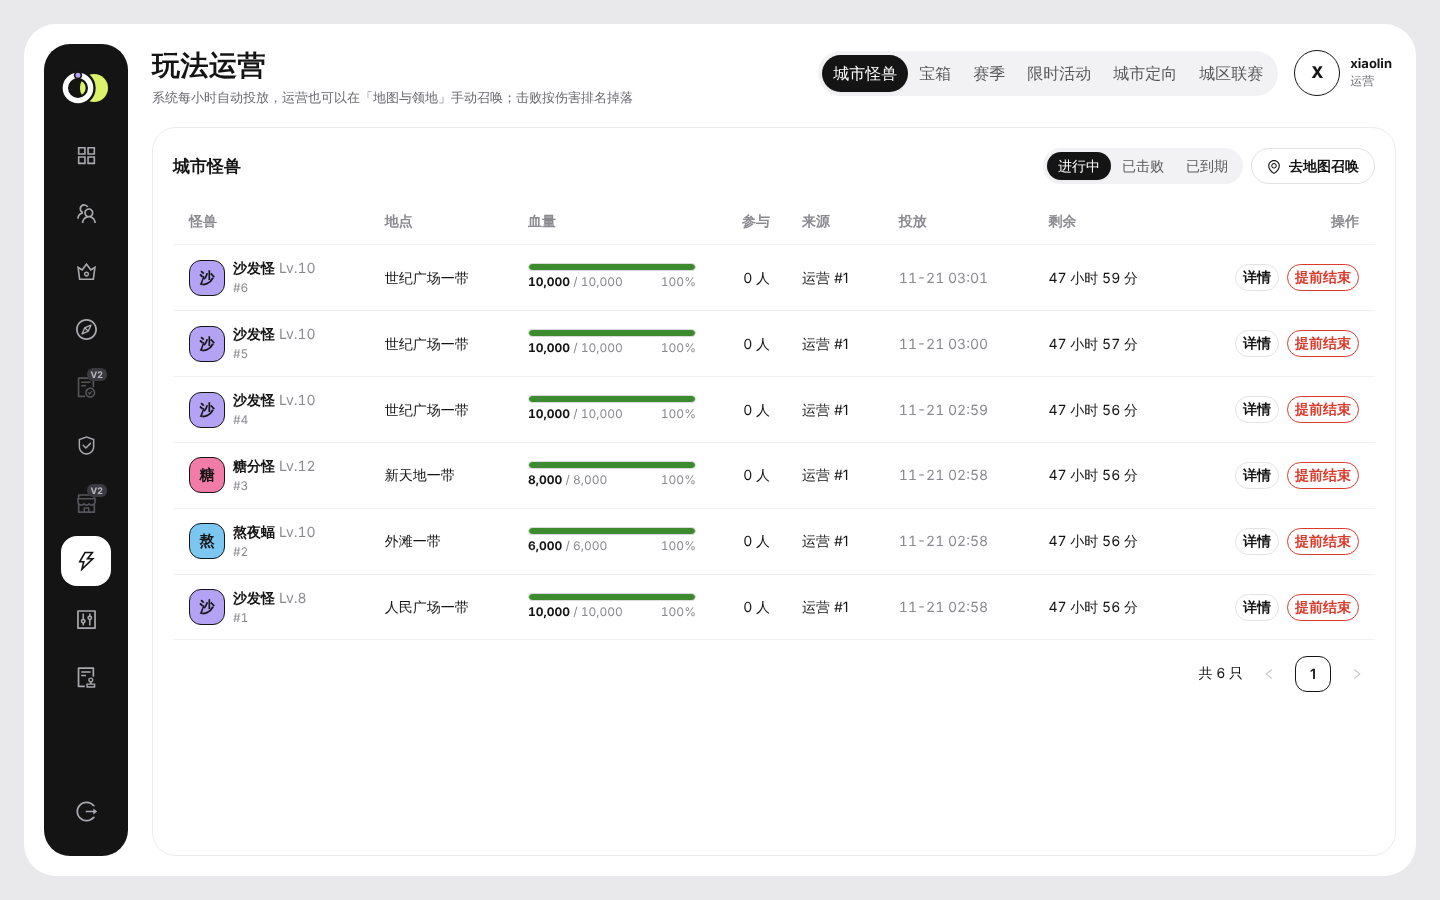 玩法运营
系统每小时自动投放，运营也可以在「地图与领地」手动召唤；击败按伤害排名掉落
城市怪兽 宝箱 赛季 限时活动 城市定向 城区联赛
X
xiaolin
运营
V2
V2
城市怪兽
进行中 已击败 已到期
去地图召唤
怪兽 地点 血量 参与 来源 投放 剩余 操作
沙 沙发怪 Lv.10 #6 世纪广场一带 10,000 / 10,000 100% 0 人 运营 #1 11-21 03:01 47 小时 59 分 详情 提前结束
沙 沙发怪 Lv.10 #5 世纪广场一带 10,000 / 10,000 100% 0 人 运营 #1 11-21 03:00 47 小时 57 分 详情 提前结束
沙 沙发怪 Lv.10 #4 世纪广场一带 10,000 / 10,000 100% 0 人 运营 #1 11-21 02:59 47 小时 56 分 详情 提前结束
糖 糖分怪 Lv.12 #3 新天地一带 8,000 / 8,000 100% 0 人 运营 #1 11-21 02:58 47 小时 56 分 详情 提前结束
熬 熬夜蝠 Lv.10 #2 外滩一带 6,000 / 6,000 100% 0 人 运营 #1 11-21 02:58 47 小时 56 分 详情 提前结束
沙 沙发怪 Lv.8 #1 人民广场一带 10,000 / 10,000 100% 0 人 运营 #1 11-21 02:58 47 小时 56 分 详情 提前结束
共 6 只 1